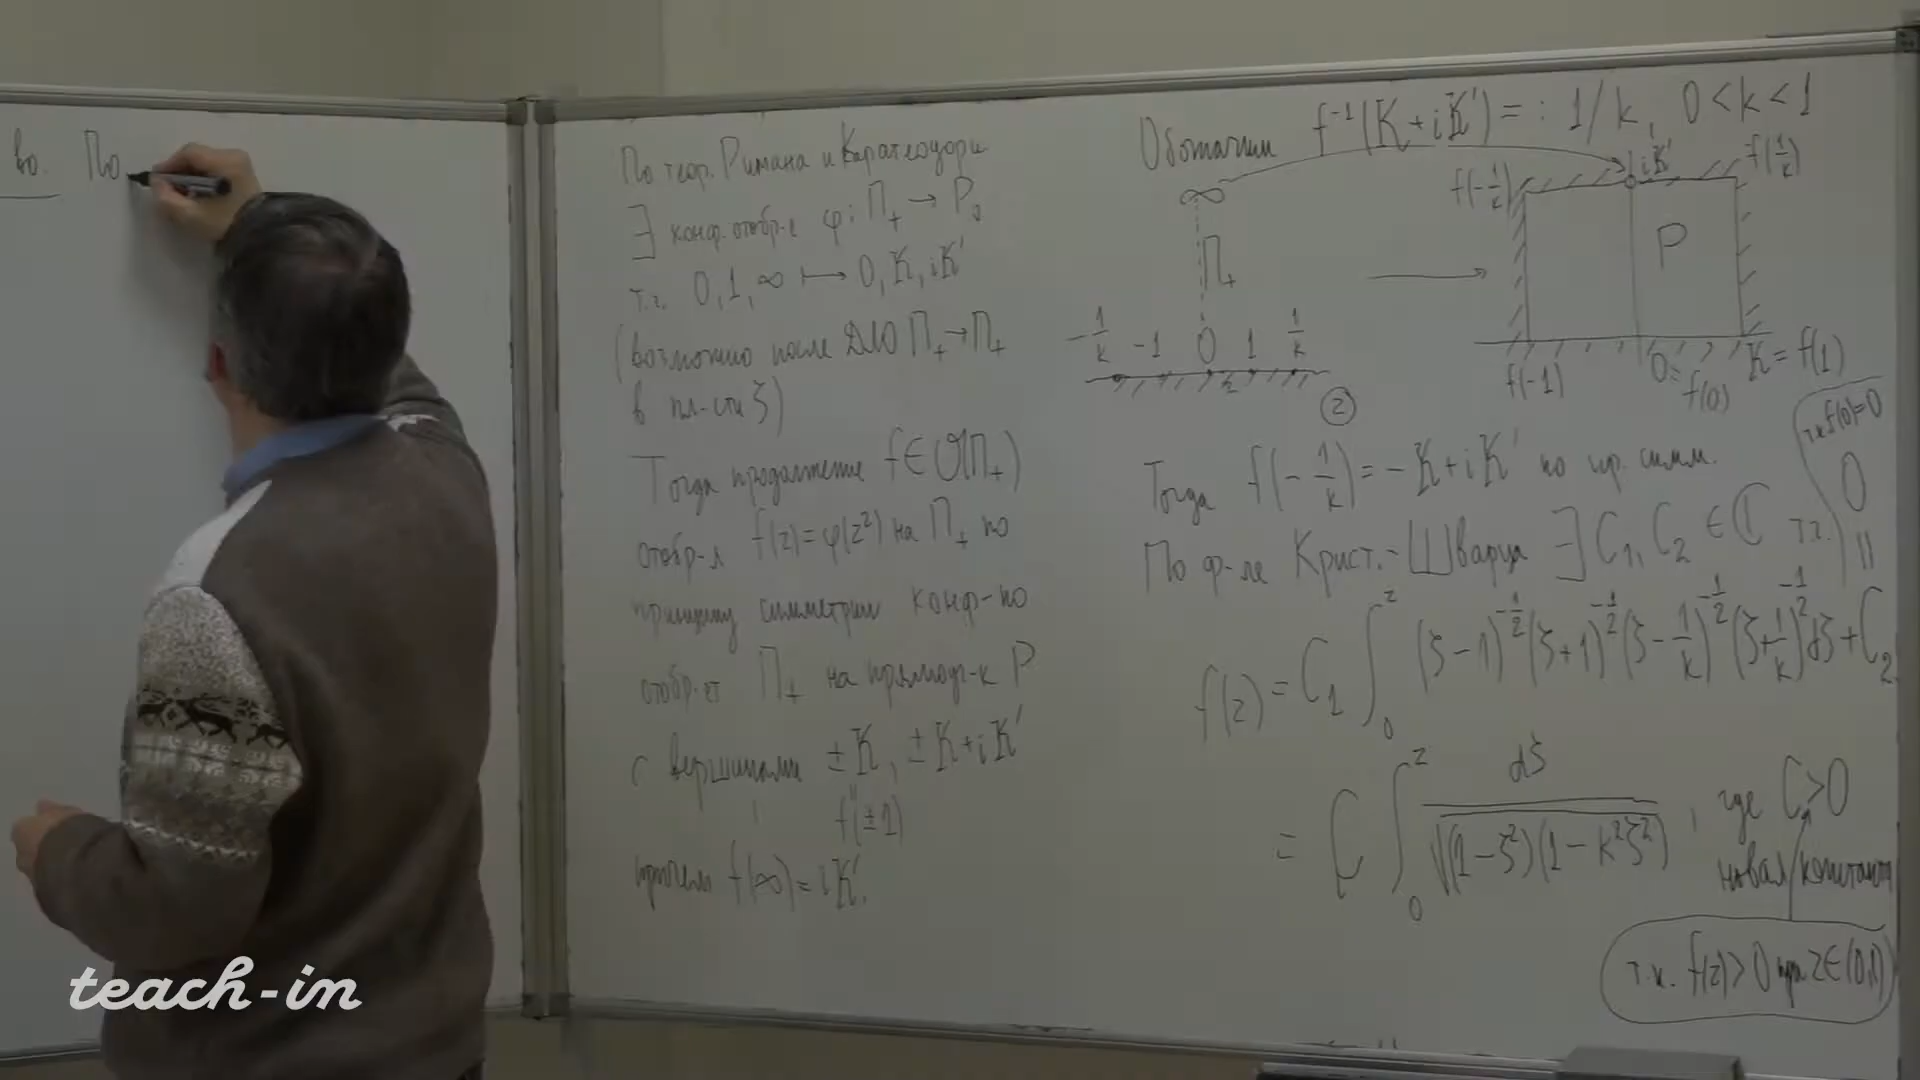 во. По
По теор. Римана и Каратеодори
∃ конф. отобр-е φ: Π₊ → P₀
т.ч. 0, 1, ∞ ↦ 0, K, iK'
(возможно после ДЛО Π₊ → Π₊
в пл-сти ζ)
Тогда продолжение f ∈ O(Π₊)
отобр-я f(z) = φ(z²) на Π₊ по
принципу симметрии конф-но
отобр-ет Π₊ на прямоуг-к P
с вершинами ±K, ±K + iK'
f(±1)
причем f(∞) = iK'.
Обозначим f⁻¹(K + iK') =: 1/k, 0 < k < 1
∞
iK'
f(-1/k)
f(1/k)
Π₊
P
-1/k -1 0 1 1/k
f(-1)
0 = f(0)
K = f(1)
②
Тогда f(-1/k) = -K + iK' по пр. симм.
т.к. f(0)=0
0
||
По ф-ле Крист.-Шварца ∃ C₁, C₂ ∈ ℂ т.ч.
f(z) = C₁ ∫₀ᶻ (ζ-1)^{-1/2} (ζ+1)^{-1/2} (ζ-1/k)^{-1/2} (ζ+1/k)^{-1/2} dζ + C₂
= C ∫₀ᶻ dζ / √((1-ζ²)(1-k²ζ²)), где C>0
новая константа
т.к. f(z)>0 при z∈(0,1)
teach-in